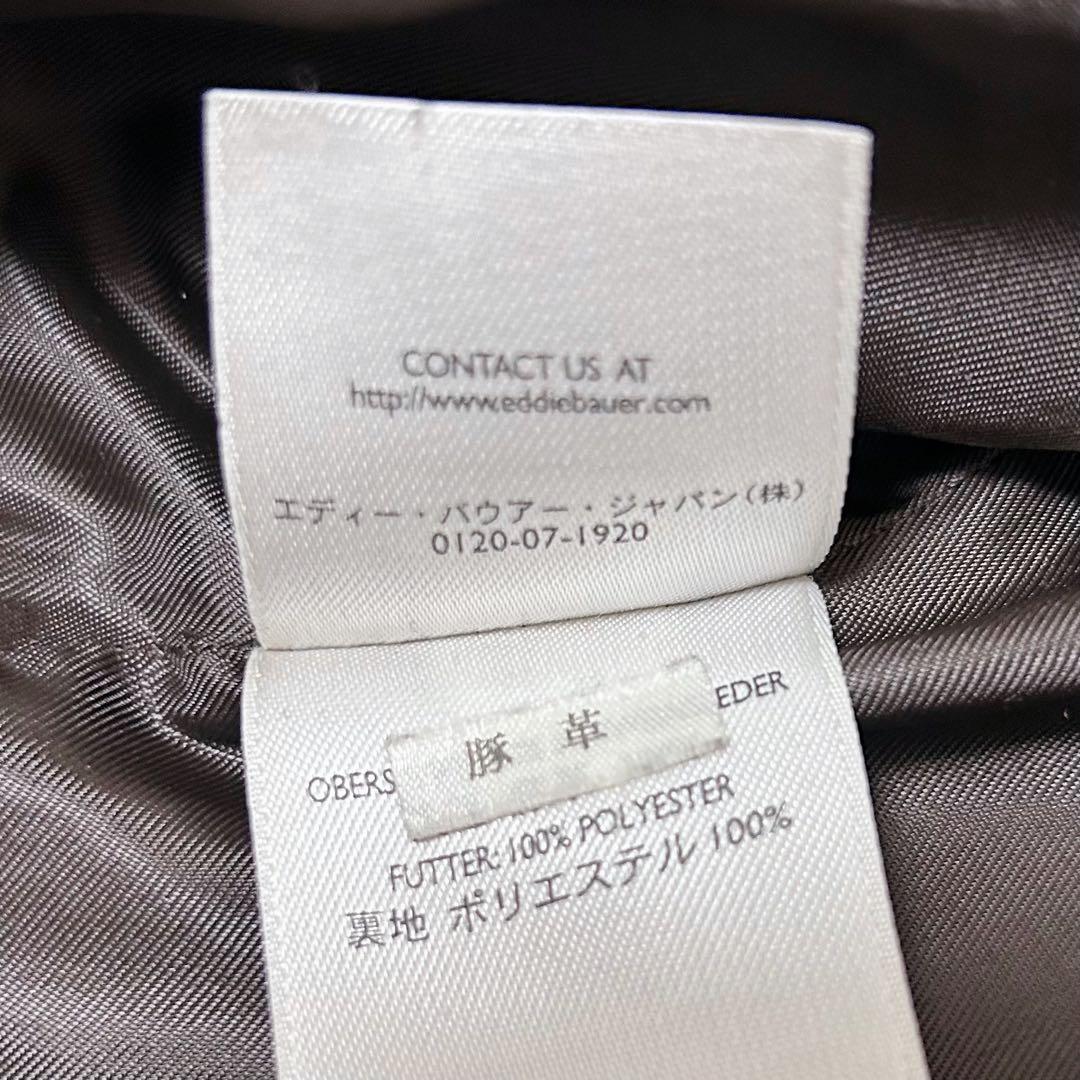 CONTACT US AT
http://www.eddiebauer.com
エディー・バウアー・ジャパン(株)
0120-07-1920
OBERS 豚 革 EDER
FUTTER: 100% POLYESTER
裏地 ポリエステル 100%